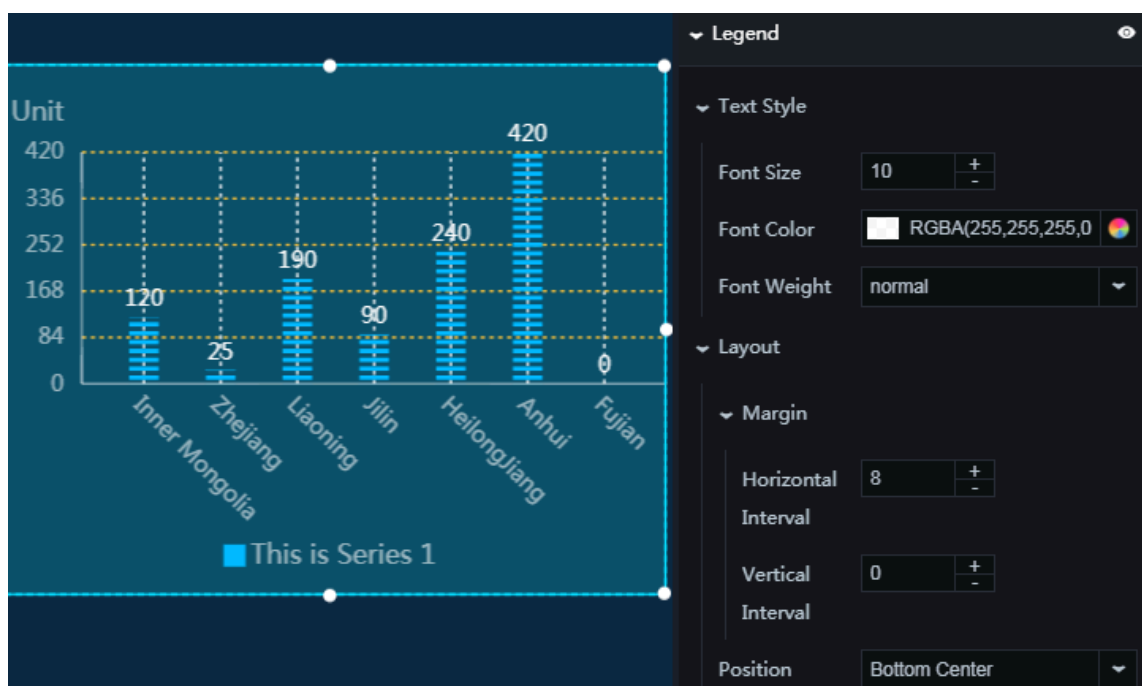 Unit
420
336
252
168
84
0
120
25
190
90
240
420
0
Inner Mongolia
Zhejiang
Liaoning
Jilin
HeilongJiang
Anhui
Fujian
This is Series 1
Legend
Text Style
Font Size
10
+
-
Font Color
RGBA(255,255,255,0
Font Weight
normal
Layout
Margin
Horizontal
Interval
8
+
-
Vertical
Interval
0
+
-
Position
Bottom Center